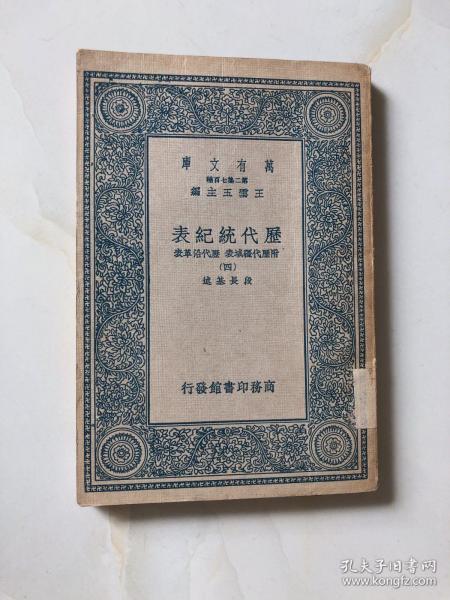 庫文有萬
種百七集二第
編主五雲王
表紀統代歷
表革沿代歷 表域疆代歷附
(四)
述基長段
行發館書印務商
孔夫子旧书网
www.kongfz.com